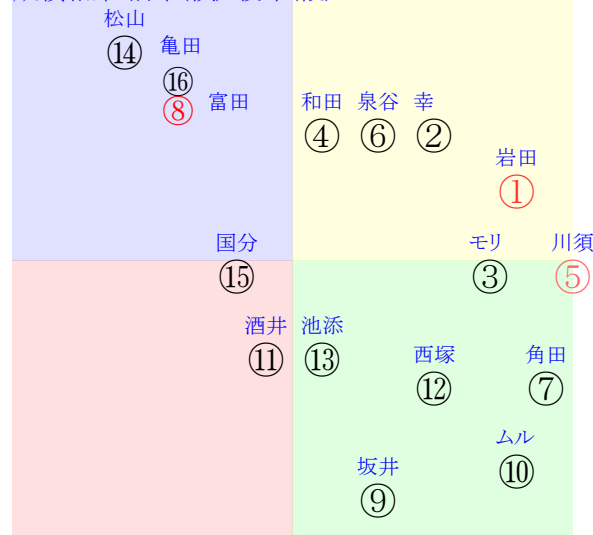 松山
⑭
亀田
⑯
⑧
富田
和田 泉谷 幸
④ ⑥ ②
岩田
①
国分
⑮
モリ 川須
③ ⑤
酒井 池添
⑪ ⑬
西塚 角田
⑫ ⑦
ムル
⑩
坂井
⑨